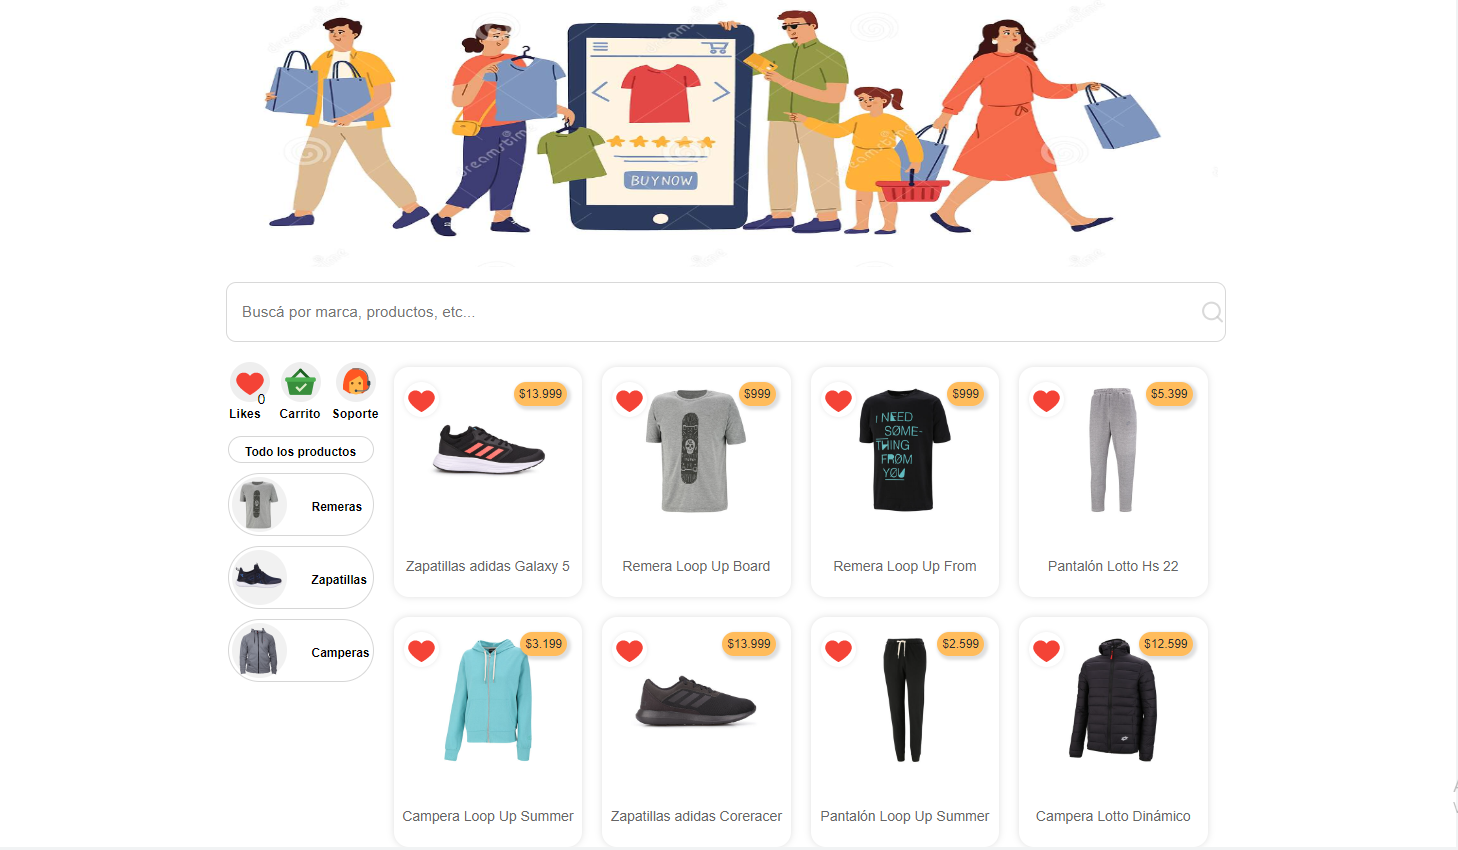 dreamstime
BUY NOW
Buscá por marca, productos, etc...
0
Likes
Carrito
Soporte
Todo los productos
Remeras
Zapatillas
Camperas
$13.999
Zapatillas adidas Galaxy 5
$999
Remera Loop Up Board
$999
I NEED
SOME-
THING
FROM
YOU
Remera Loop Up From
$5.399
Pantalón Lotto Hs 22
$3.199
Campera Loop Up Summer
$13.999
Zapatillas adidas Coreracer
$2.599
Pantalón Loop Up Summer
$12.599
Campera Lotto Dinámico